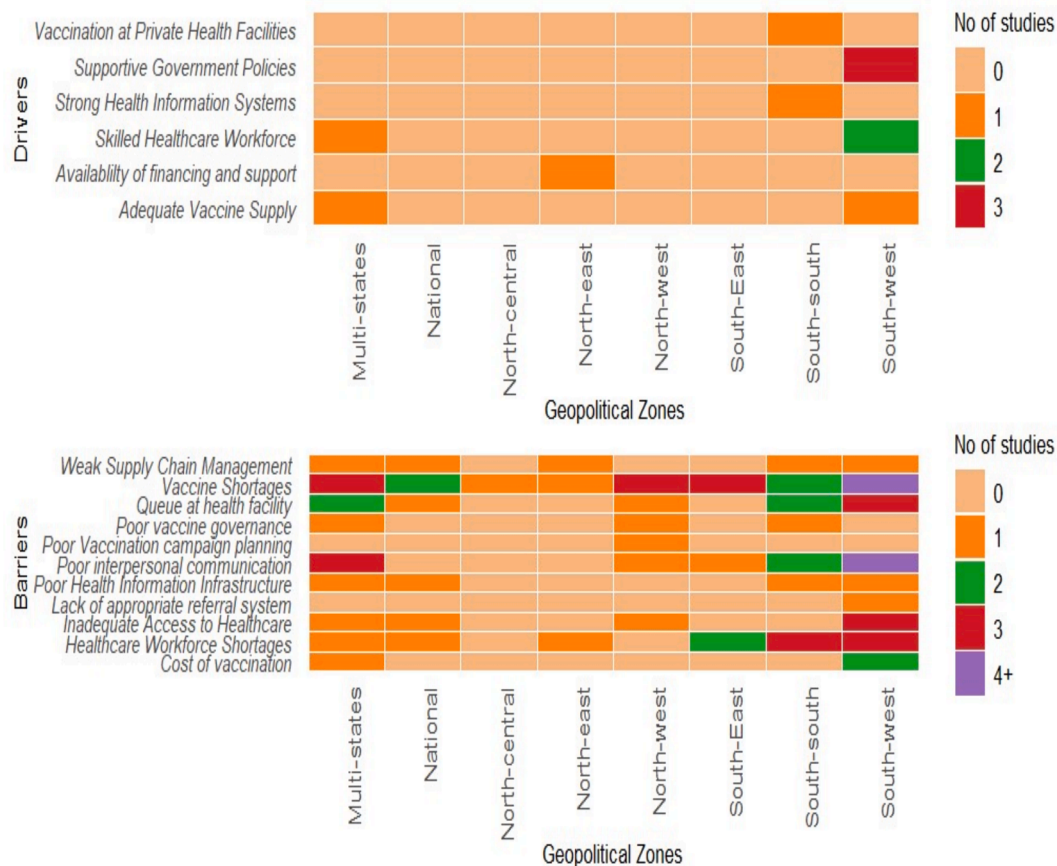 Drivers
Vaccination at Private Health Facilities
Supportive Government Policies
Strong Health Information Systems
Skilled Healthcare Workforce
Availablilty of financing and support
Adequate Vaccine Supply
Multi-states
National
North-central
North-east
North-west
South-East
South-south
South-west
Geopolitical Zones
No of studies
0
1
2
3
Barriers
Weak Supply Chain Management
Vaccine Shortages
Queue at health facility
Poor vaccine governance
Poor Vaccination campaign planning
Poor interpersonal communication
Poor Health Information Infrastructure
Lack of appropriate referral system
Inadequate Access to Healthcare
Healthcare Workforce Shortages
Cost of vaccination
Multi-states
National
North-central
North-east
North-west
South-East
South-south
South-west
Geopolitical Zones
No of studies
0
1
2
3
4+